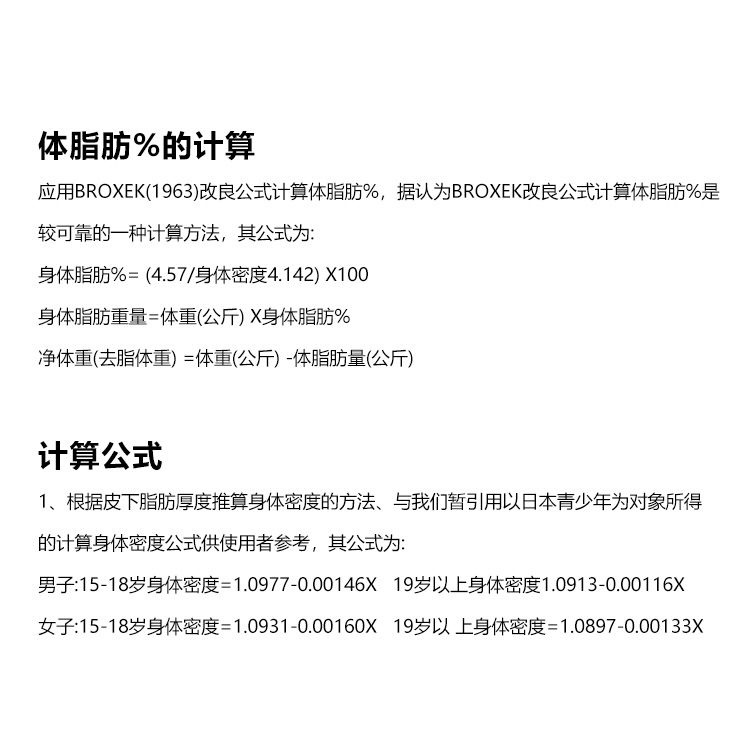 体脂肪%的计算
应用BROXEK(1963)改良公式计算体脂肪%，据认为BROXEK改良公式计算体脂肪%是
较可靠的一种计算方法，其公式为:
身体脂肪%= (4.57/身体密度4.142) X100
身体脂肪重量=体重(公斤) X身体脂肪%
净体重(去脂体重) =体重(公斤) -体脂肪量(公斤)
计算公式
1、根据皮下脂肪厚度推算身体密度的方法、与我们暂引用以日本青少年为对象所得
的计算身体密度公式供使用者参考，其公式为:
男子:15-18岁身体密度=1.0977-0.00146X 19岁以上身体密度1.0913-0.00116X
女子:15-18岁身体密度=1.0931-0.00160X 19岁以 上身体密度=1.0897-0.00133X